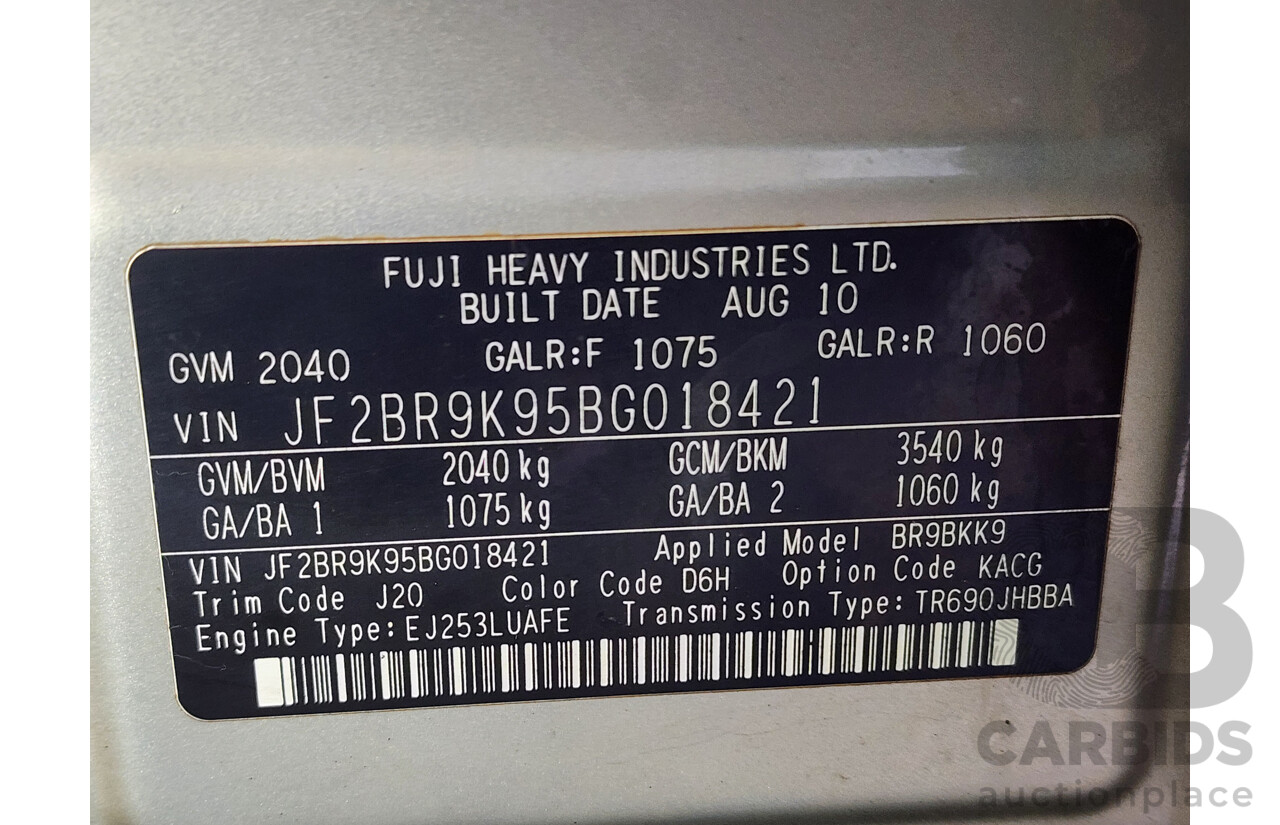 FUJI HEAVY INDUSTRIES LTD.
BUILT DATE AUG 10
GVM 2040 GALR:F 1075 GALR:R 1060
VIN JF2BR9K95BG018421
GVM/BVM 2040 kg GCM/BKM 3540 kg
GA/BA 1 1075 kg GA/BA 2 1060 kg
VIN JF2BR9K95BG018421 Applied Model BR9BKK9
Trim Code J20 Color Code D6H Option Code KACG
Engine Type: EJ253LUAFE Transmission Type: TR690JHBBA
B
CARBIDS
auctionplace